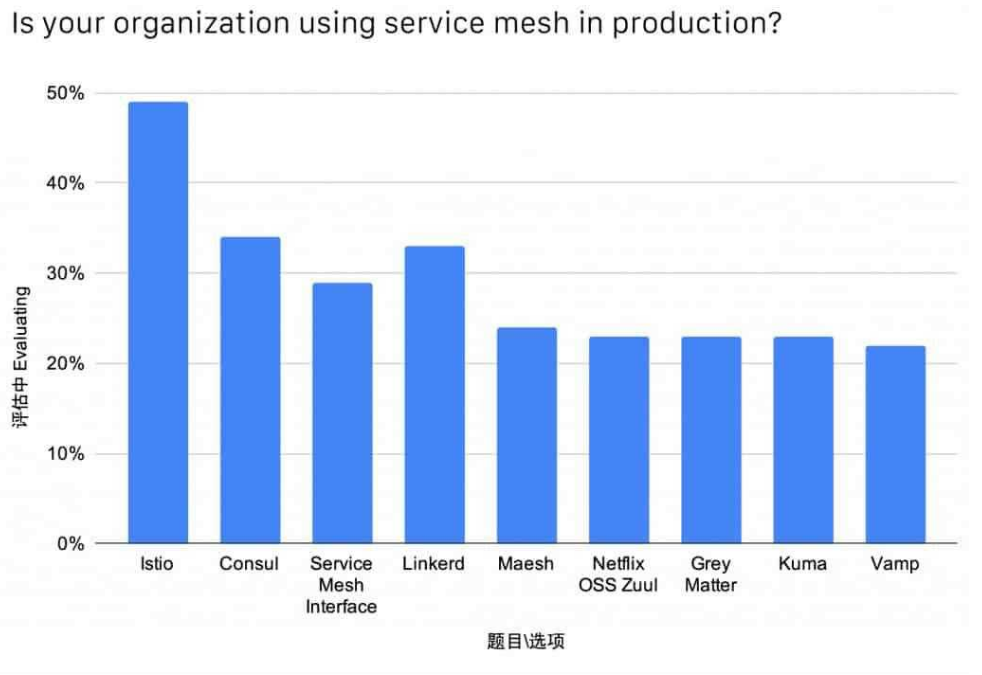 Is your organization using service mesh in production?
50%
40%
30%
20%
10%
0%
评估中 Evaluating
Istio
Consul
Service
Mesh
Interface
Linkerd
Maesh
Netflix
OSS Zuul
Grey
Matter
Kuma
Vamp
题目\选项